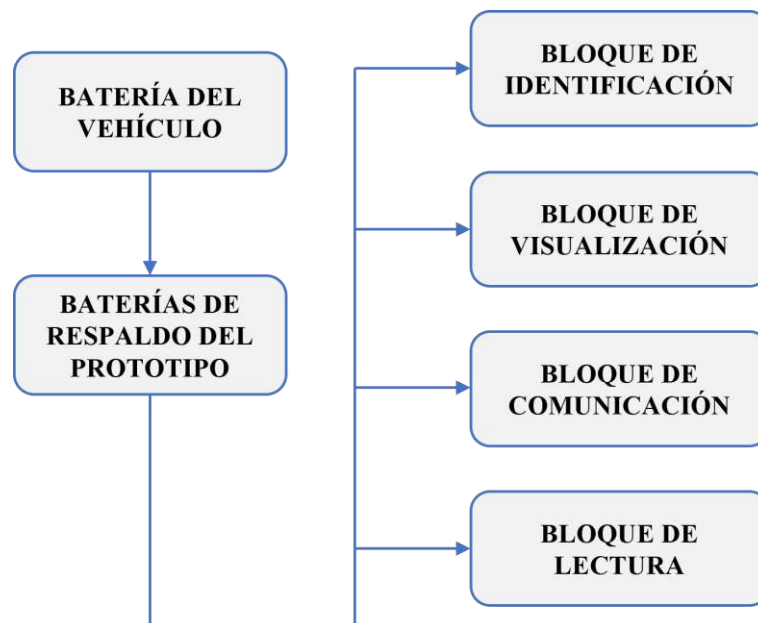 BATERÍA DEL
VEHÍCULO
BATERÍAS DE
RESPALDO DEL
PROTOTIPO
BLOQUE DE
IDENTIFICACIÓN
BLOQUE DE
VISUALIZACIÓN
BLOQUE DE
COMUNICACIÓN
BLOQUE DE
LECTURA